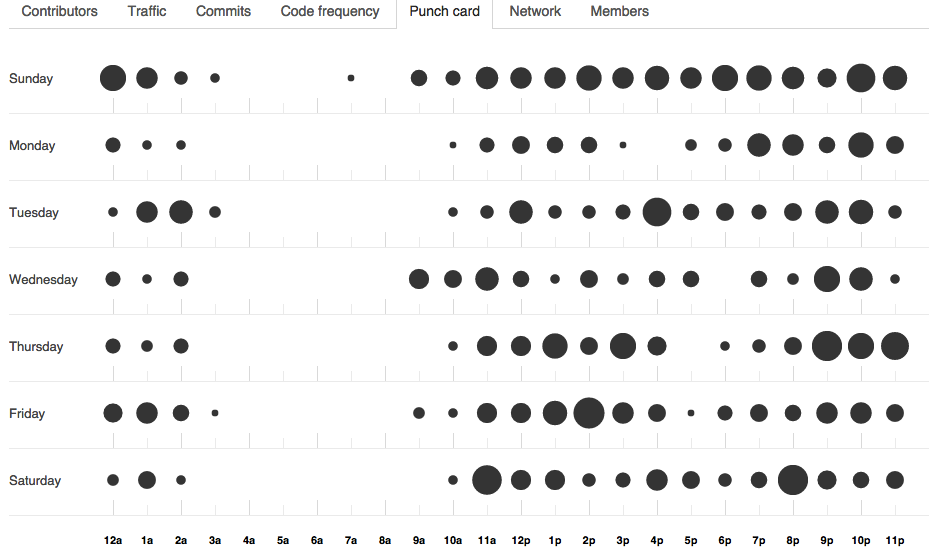 Contributors Traffic Commits Code frequency Punch card Network Members
Sunday
Monday
Tuesday
Wednesday
Thursday
Friday
Saturday
12a 1a 2a 3a 4a 5a 6a 7a 8a 9a 10a 11a 12p 1p 2p 3p 4p 5p 6p 7p 8p 9p 10p 11p